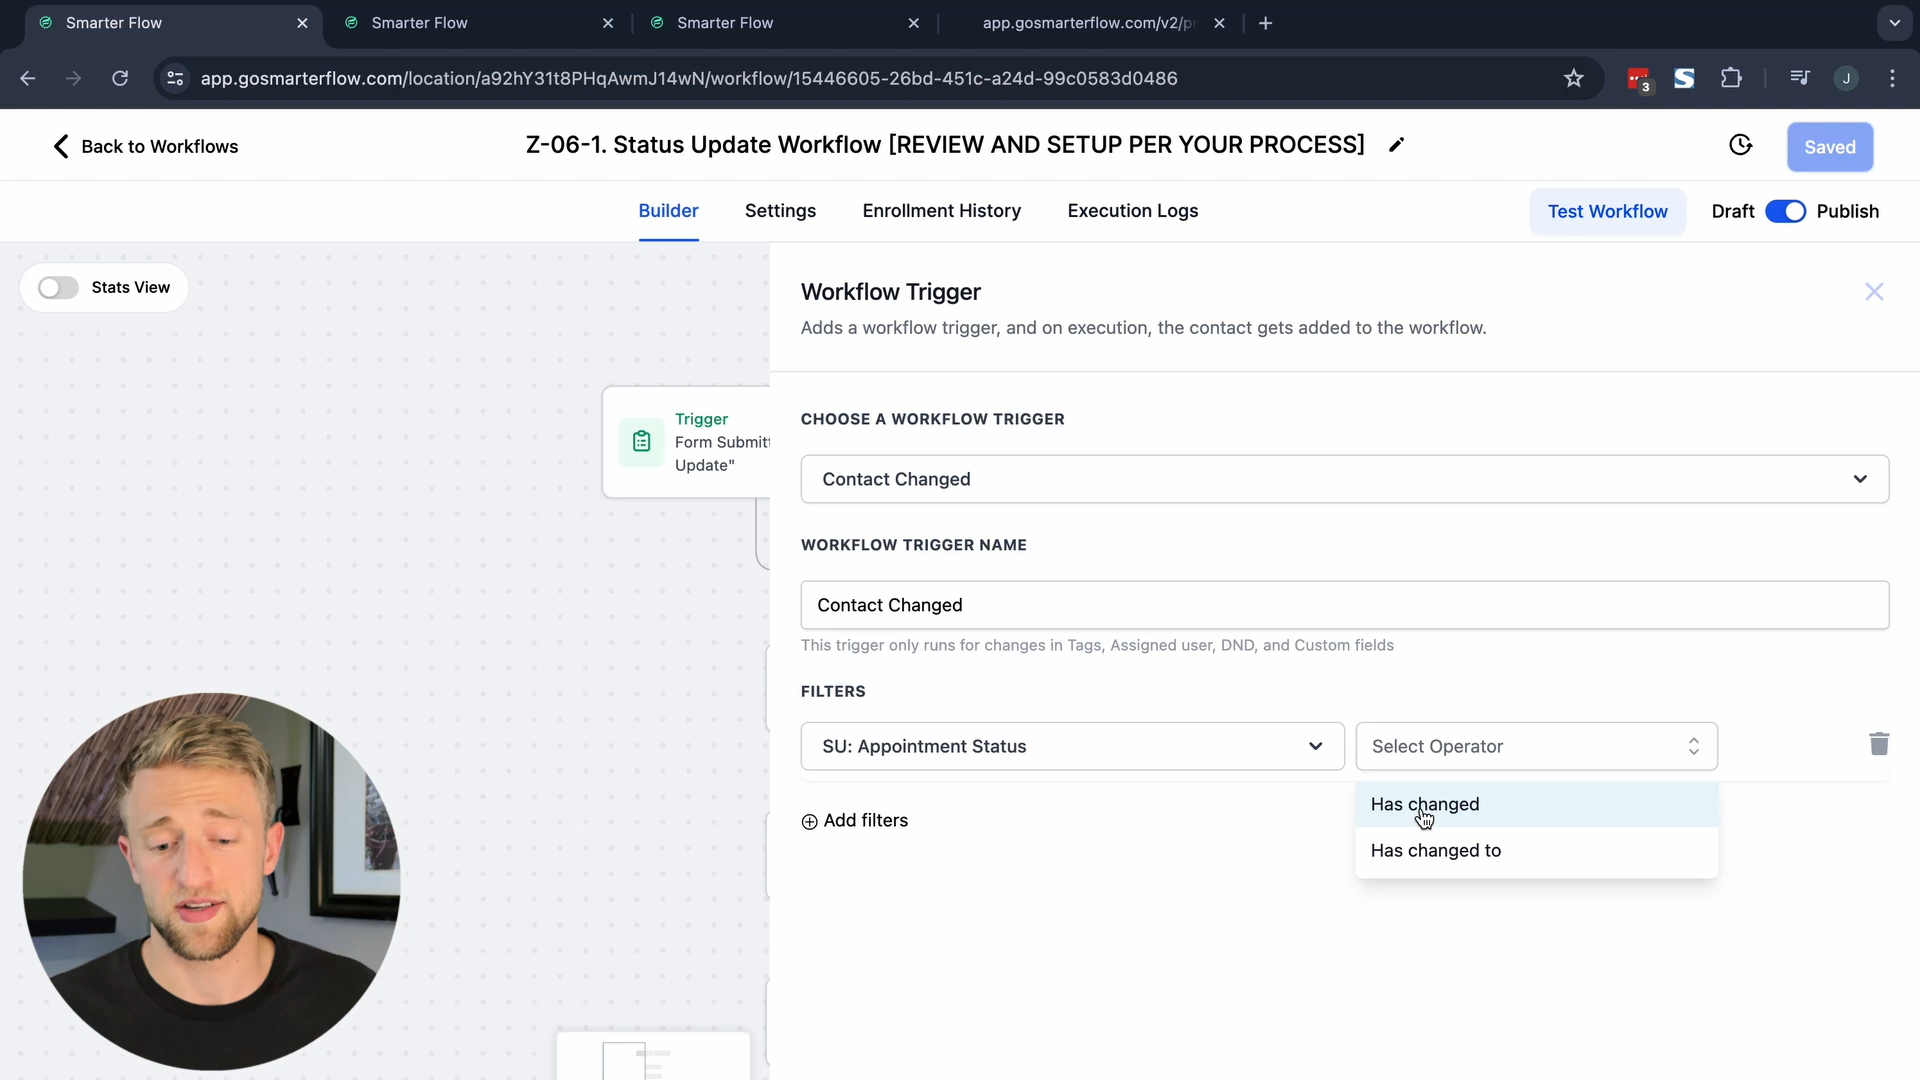 Smarter Flow
Smarter Flow
Smarter Flow
app.gosmarterflow.com/v2/pr
app.gosmarterflow.com/location/a92hY31t8PHqAwmJ14wN/workflow/15446605-26bd-451c-a24d-99c0583d0486
3
J
Back to Workflows
Z-06-1. Status Update Workflow [REVIEW AND SETUP PER YOUR PROCESS]
Saved
Builder
Settings
Enrollment History
Execution Logs
Test Workflow
Draft
Publish
Stats View
Workflow Trigger
Adds a workflow trigger, and on execution, the contact gets added to the workflow.
Trigger
Form Submitt
Update"
CHOOSE A WORKFLOW TRIGGER
Contact Changed
WORKFLOW TRIGGER NAME
Contact Changed
This trigger only runs for changes in Tags, Assigned user, DND, and Custom fields
FILTERS
SU: Appointment Status
Select Operator
Has changed
Has changed to
Add filters